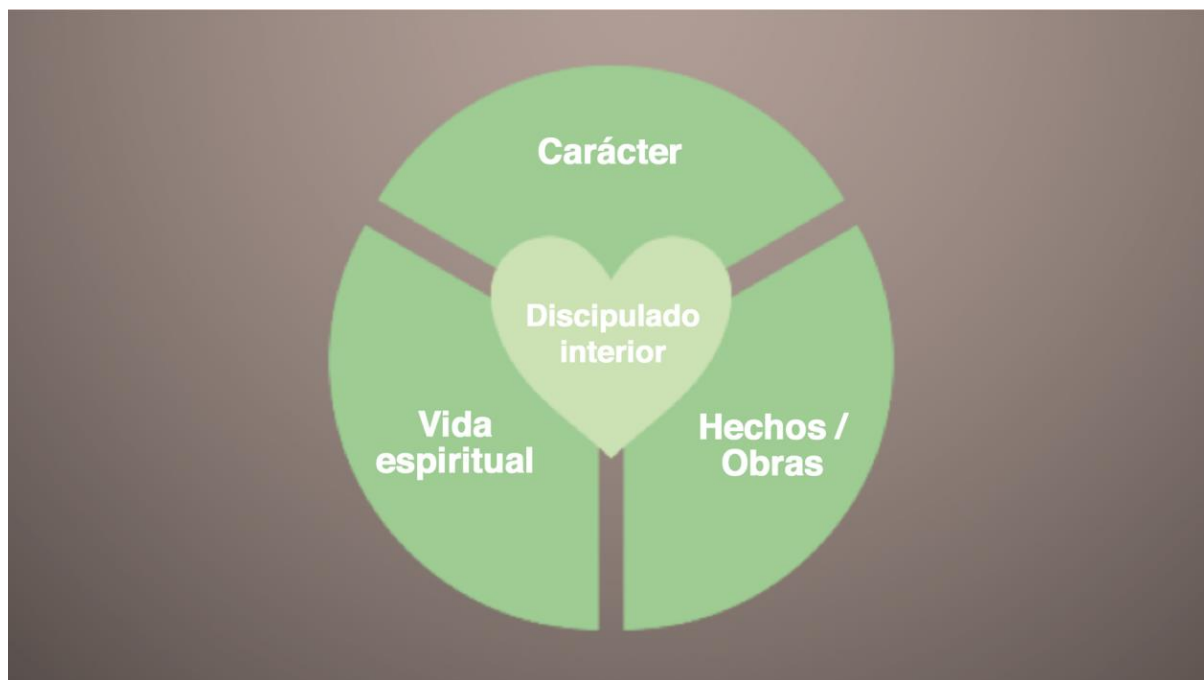 Carácter
Discipulado
interior
Vida
espiritual
Hechos /
Obras